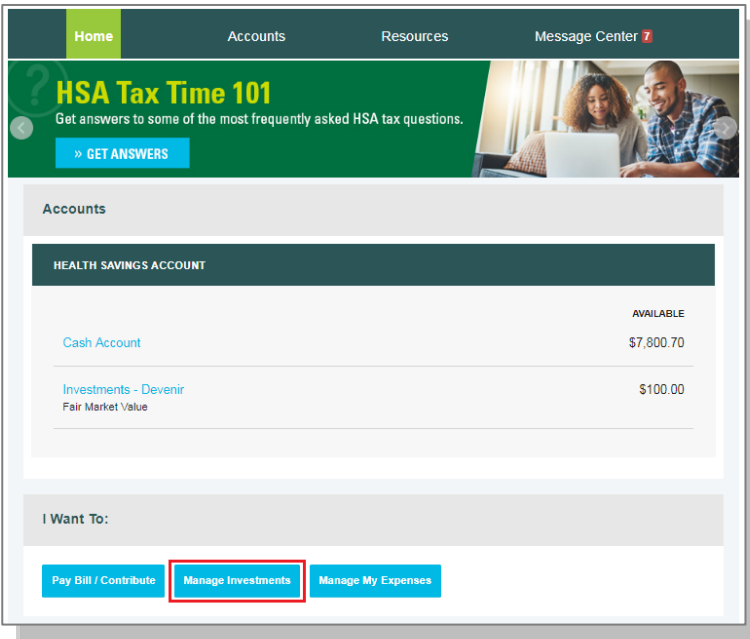 Home Accounts Resources Message Center 7
?
HSA Tax Time 101
Get answers to some of the most frequently asked HSA tax questions.
» GET ANSWERS
Accounts
HEALTH SAVINGS ACCOUNT
AVAILABLE
Cash Account $7,800.70
Investments - Devenir $100.00
Fair Market Value
I Want To:
Pay Bill / Contribute Manage Investments Manage My Expenses